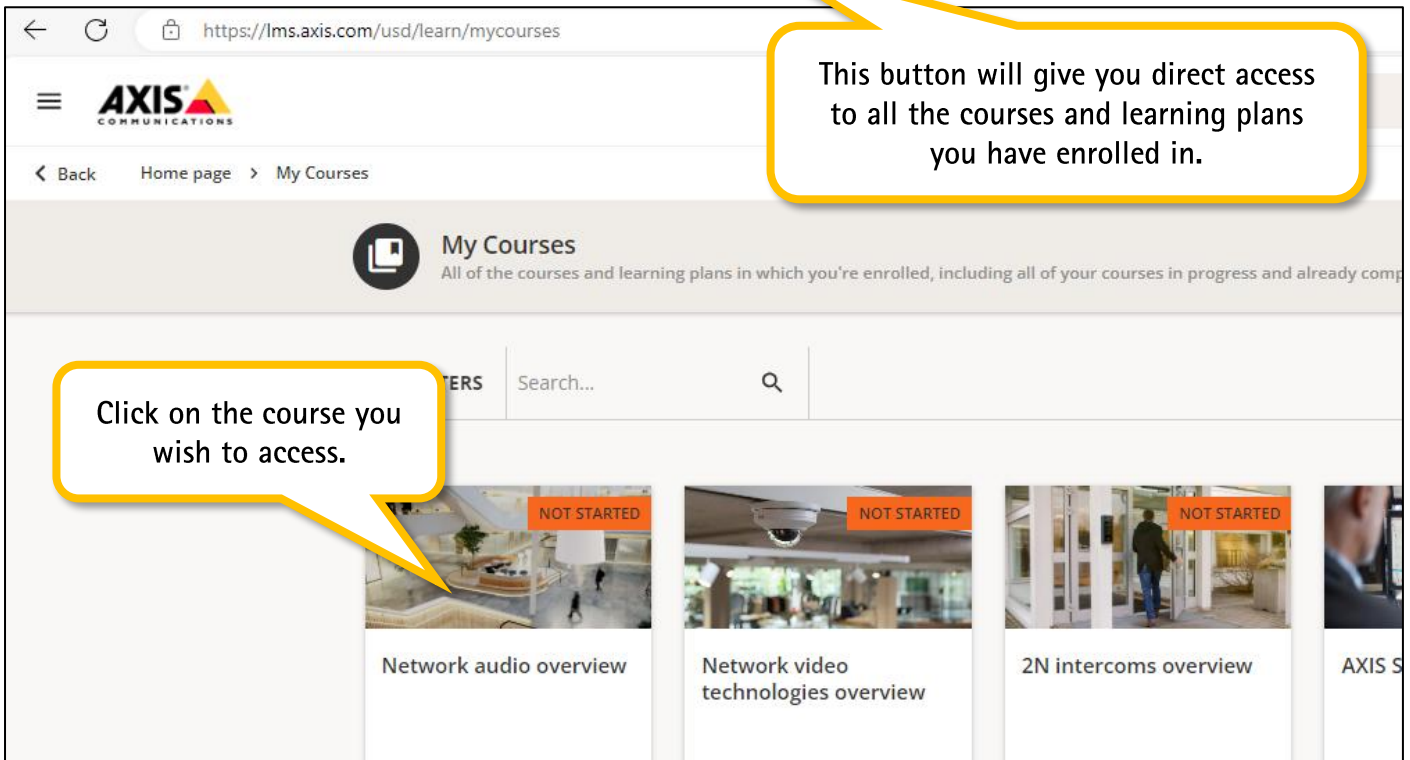 https://lms.axis.com/usd/learn/mycourses
This button will give you direct access
to all the courses and learning plans
you have enrolled in.
AXIS
COMMUNICATIONS
Back Home page > My Courses
My Courses
All of the courses and learning plans in which you're enrolled, including all of your courses in progress and already comp
TERS Search...
Click on the course you
wish to access.
NOT STARTED NOT STARTED NOT STARTED
Network audio overview
Network video
technologies overview
2N intercoms overview
AXIS S